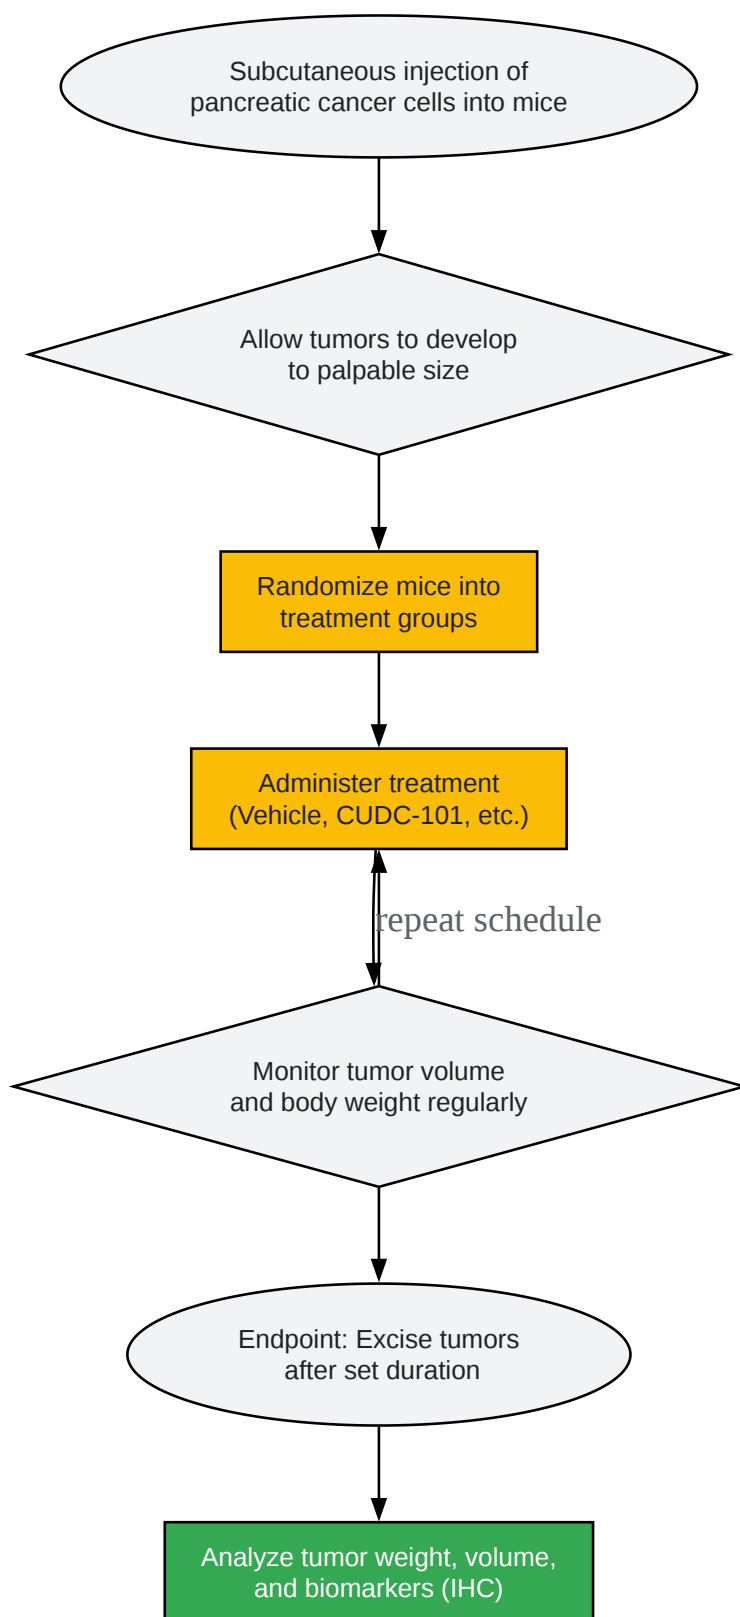 Subcutaneous injection of
pancreatic cancer cells into mice
Allow tumors to develop
to palpable size
Randomize mice into
treatment groups
Administer treatment
(Vehicle, CUDC-101, etc.)
repeat schedule
Monitor tumor volume
and body weight regularly
Endpoint: Excise tumors
after set duration
Analyze tumor weight, volume,
and biomarkers (IHC)